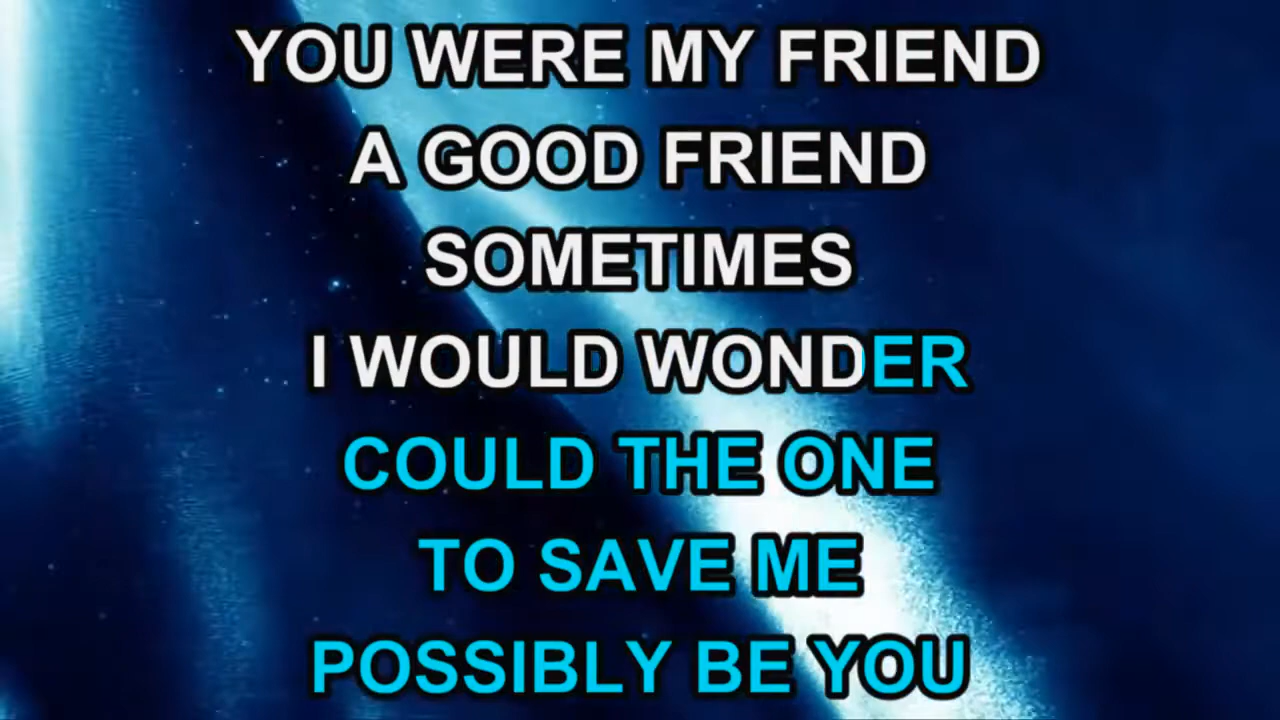 YOU WERE MY FRIEND
A GOOD FRIEND
SOMETIMES
I WOULD WONDER
COULD THE ONE
TO SAVE ME
POSSIBLY BE YOU